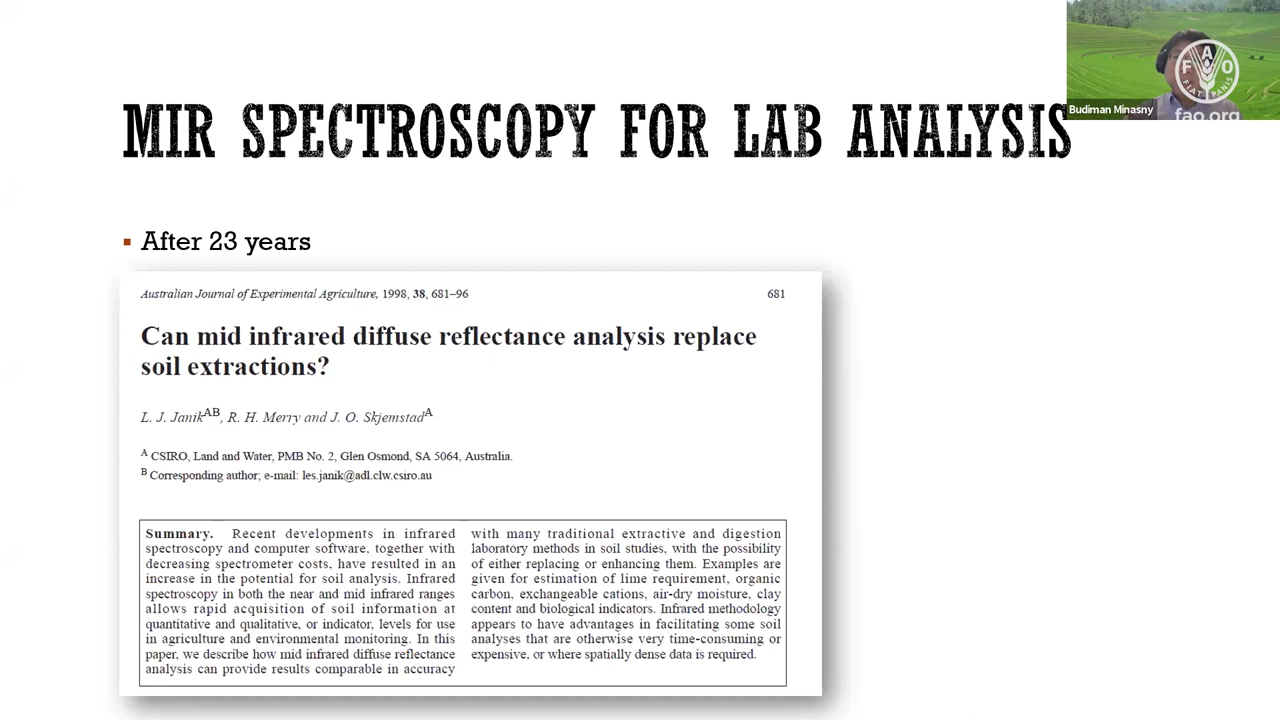 MIR SPECTROSCOPY FOR LAB ANALYSIS
Budiman Minasny
F A O
FIAT PANIS
fao.org
▪ After 23 years
Australian Journal of Experimental Agriculture, 1998, 38, 681–96
681
Can mid infrared diffuse reflectance analysis replace
soil extractions?
L. J. Janik^AB, R. H. Merry and J. O. Skjemstad^A
A CSIRO, Land and Water, PMB No. 2, Glen Osmond, SA 5064, Australia.
B Corresponding author; e-mail: les.janik@adl.clw.csiro.au
Summary. Recent developments in infrared
spectroscopy and computer software, together with
decreasing spectrometer costs, have resulted in an
increase in the potential for soil analysis. Infrared
spectroscopy in both the near and mid infrared ranges
allows rapid acquisition of soil information at
quantitative and qualitative, or indicator, levels for use
in agriculture and environmental monitoring. In this
paper, we describe how mid infrared diffuse reflectance
analysis can provide results comparable in accuracy
with many traditional extractive and digestion
laboratory methods in soil studies, with the possibility
of either replacing or enhancing them. Examples are
given for estimation of lime requirement, organic
carbon, exchangeable cations, air-dry moisture, clay
content and biological indicators. Infrared methodology
appears to have advantages in facilitating some soil
analyses that are otherwise very time-consuming or
expensive, or where spatially dense data is required.